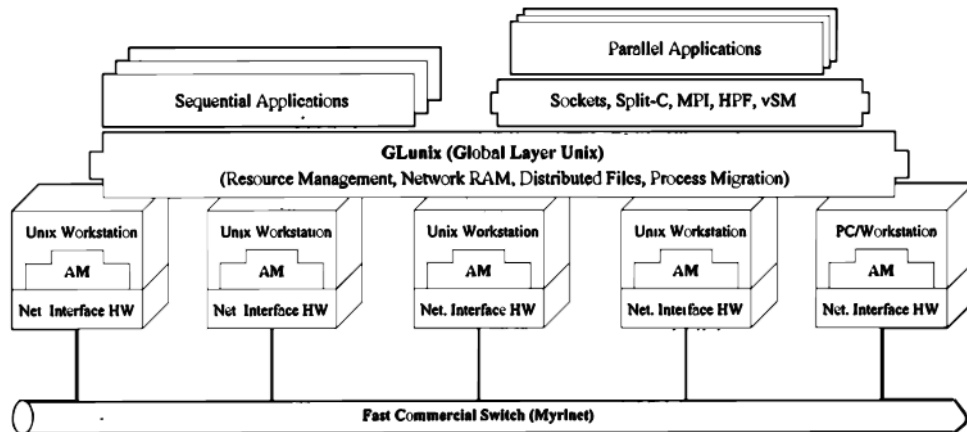 Parallel Applications
Sequential Applications
Sockets, Split-C, MPI, HPF, vSM
GLunix (Global Layer Unix)
(Resource Management, Network RAM, Distributed Files, Process Migration)
Unix Workstation Unix Workstation Unix Workstation Unix Workstation PC/Workstation
AM AM AM AM AM
Net Interface HW Net Interface HW Net. Interface HW Net. Interface HW Net. Interface HW
Fast Commercial Switch (Myrinet)